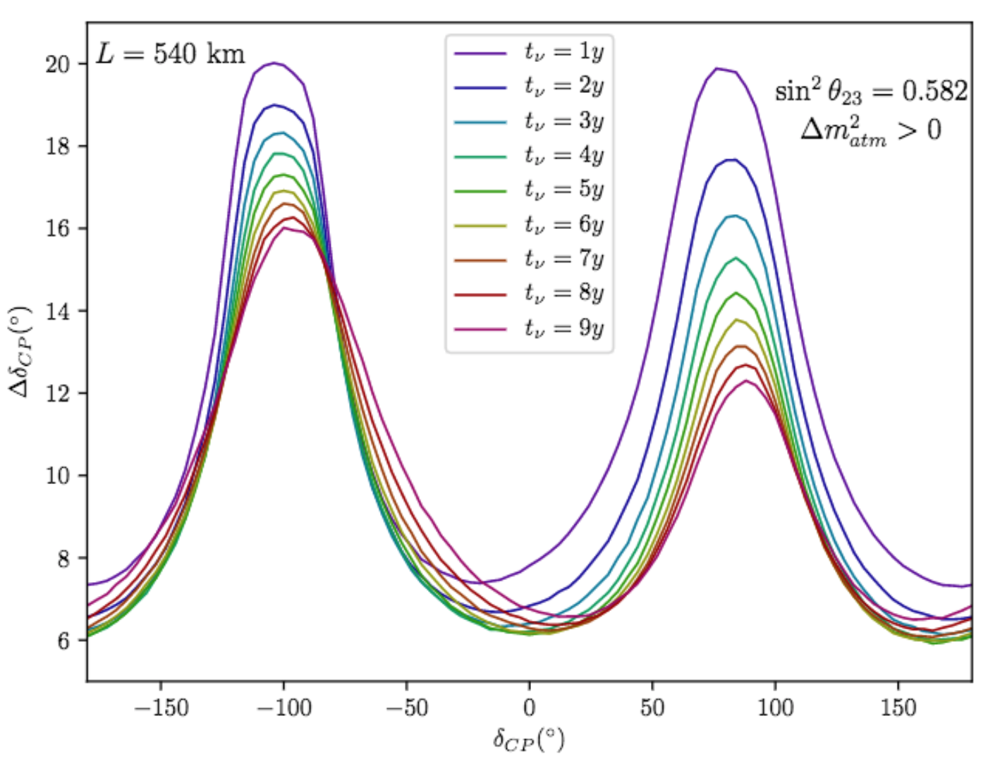 L = 540 km
t_ν = 1y
t_ν = 2y
t_ν = 3y
t_ν = 4y
t_ν = 5y
t_ν = 6y
t_ν = 7y
t_ν = 8y
t_ν = 9y
sin² θ₂₃ = 0.582
Δm²_atm > 0
20
18
16
14
12
10
8
6
Δδ_CP(°)
−150 −100 −50 0 50 100 150
δ_CP(°)